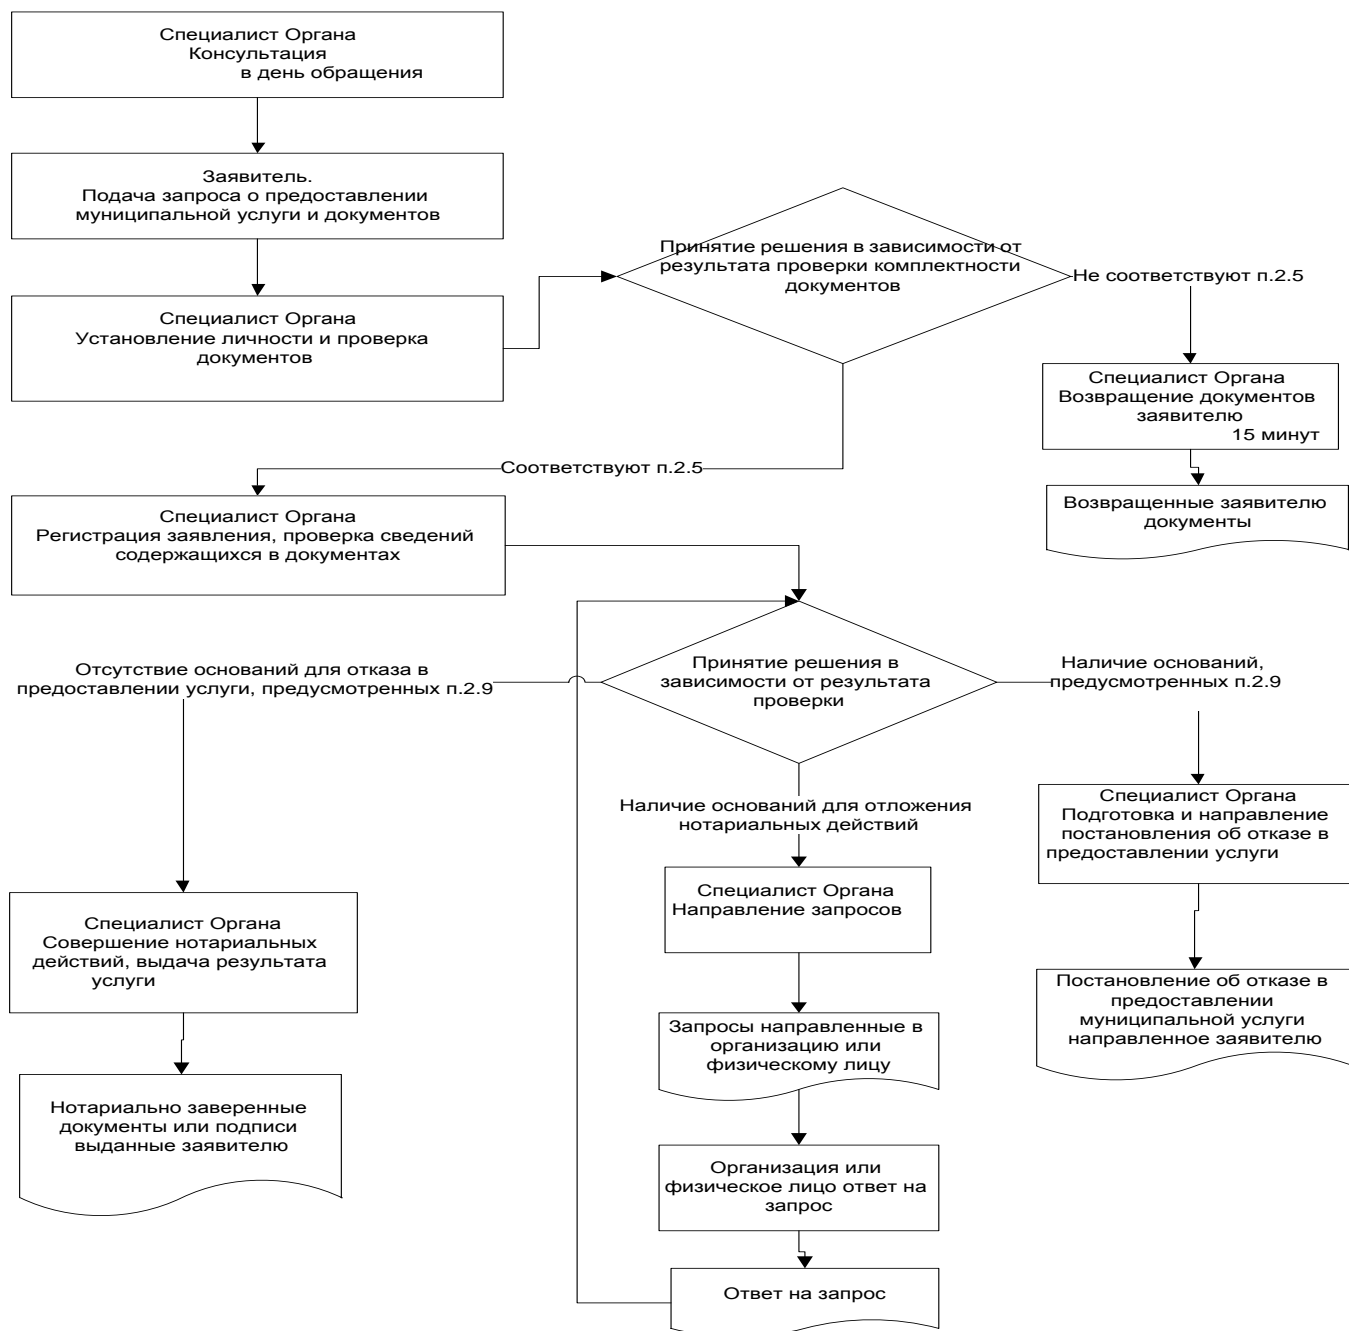 Специалист Органа
Консультация
в день обращения
Заявитель.
Подача запроса о предоставлении
муниципальной услуги и документов
Специалист Органа
Установление личности и проверка
документов
Принятие решения в зависимости от
результата проверки комплектности
документов
Не соответствуют п.2.5
Специалист Органа
Возвращение документов
заявителю
15 минут
Возвращенные заявителю
документы
Соответствуют п.2.5
Специалист Органа
Регистрация заявления, проверка сведений
содержащихся в документах
Принятие решения в
зависимости от результата
проверки
Отсутствие оснований для отказа в
предоставлении услуги, предусмотренных п.2.9
Наличие оснований,
предусмотренных п.2.9
Наличие оснований для отложения
нотариальных действий
Специалист Органа
Подготовка и направление
постановления об отказе в
предоставлении услуги
Специалист Органа
Направление запросов
Специалист Органа
Совершение нотариальных
действий, выдача результата
услуги
Постановление об отказе в
предоставлении
муниципальной услуги
направленное заявителю
Запросы направленные в
организацию или
физическому лицу
Нотариально заверенные
документы или подписи
выданные заявителю
Организация или
физическое лицо ответ на
запрос
Ответ на запрос